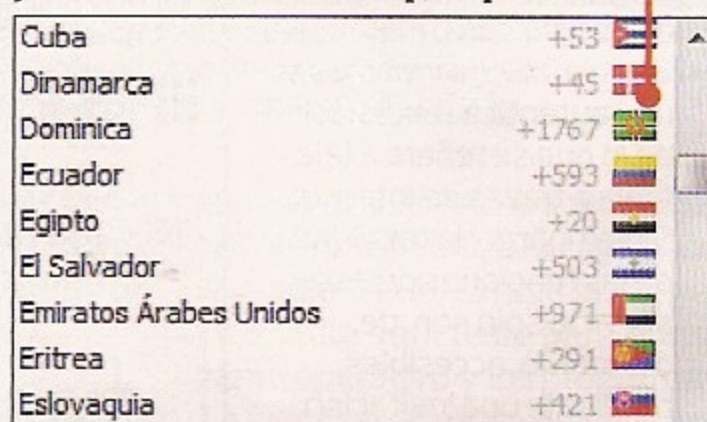 Cuba +53
Dinamarca +45
Dominica +1767
Ecuador +593
Egipto +20
El Salvador +503
Emiratos Árabes Unidos +971
Eritrea +291
Eslovaquia +421